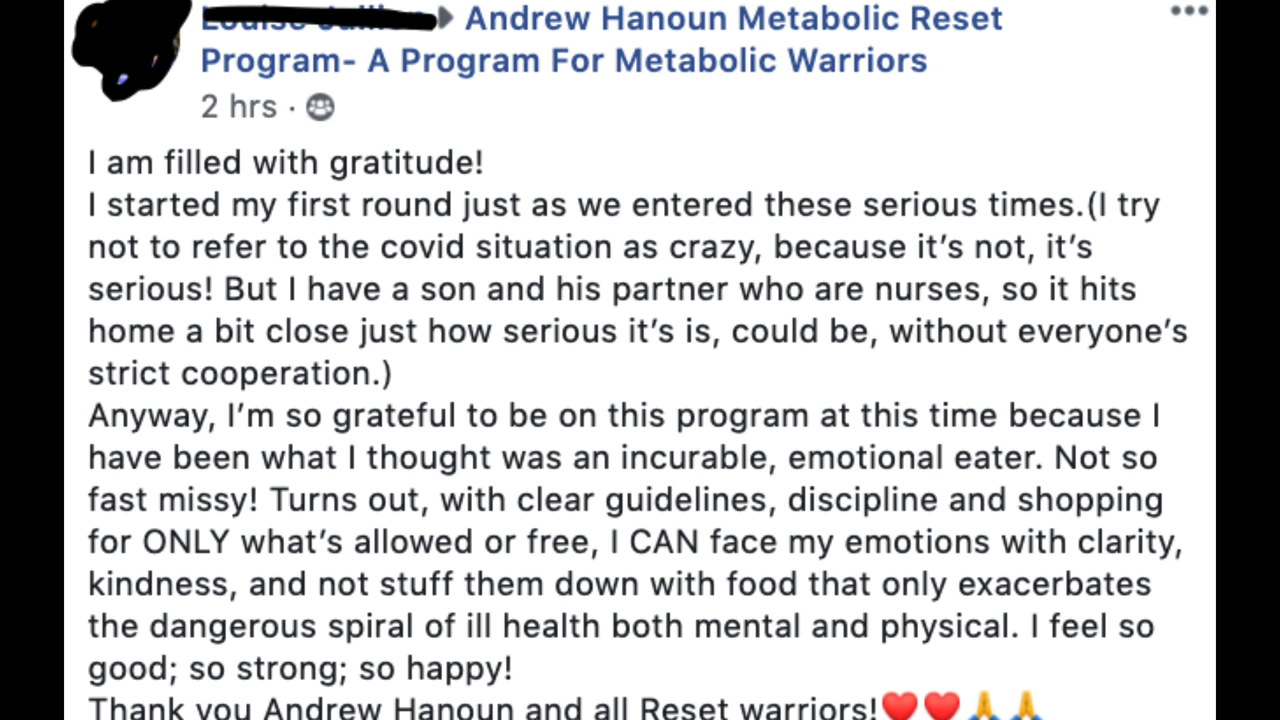 Andrew Hanoun Metabolic Reset
Program- A Program For Metabolic Warriors
2 hrs ·
I am filled with gratitude!
I started my first round just as we entered these serious times.(I try
not to refer to the covid situation as crazy, because it’s not, it’s
serious! But I have a son and his partner who are nurses, so it hits
home a bit close just how serious it’s is, could be, without everyone’s
strict cooperation.)
Anyway, I’m so grateful to be on this program at this time because I
have been what I thought was an incurable, emotional eater. Not so
fast missy! Turns out, with clear guidelines, discipline and shopping
for ONLY what’s allowed or free, I CAN face my emotions with clarity,
kindness, and not stuff them down with food that only exacerbates
the dangerous spiral of ill health both mental and physical. I feel so
good; so strong; so happy!
Thank you Andrew Hanoun and all Reset warriors!❤️❤️🙏🙏